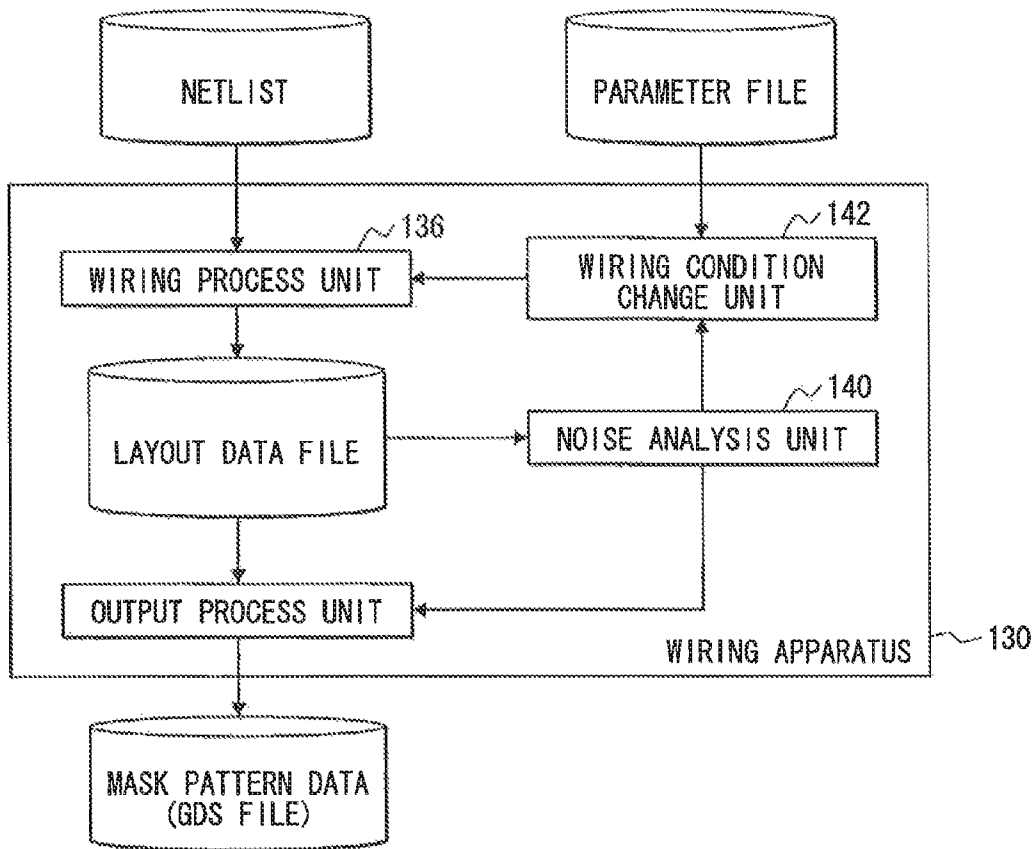 NETLIST
PARAMETER FILE
136
142
WIRING PROCESS UNIT
WIRING CONDITION
CHANGE UNIT
140
LAYOUT DATA FILE
NOISE ANALYSIS UNIT
OUTPUT PROCESS UNIT
WIRING APPARATUS
130
MASK PATTERN DATA
(GDS FILE)